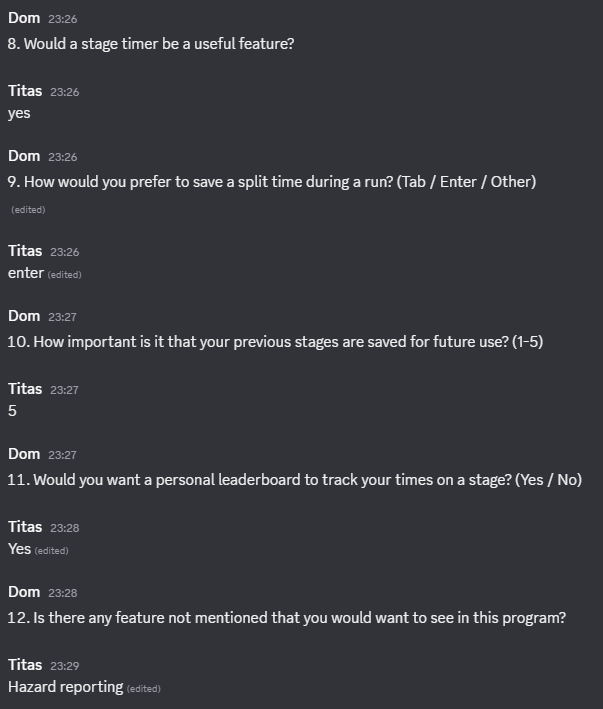 Dom 23:26
8. Would a stage timer be a useful feature?
Titas 23:26
yes
Dom 23:26
9. How would you prefer to save a split time during a run? (Tab / Enter / Other)
(edited)
Titas 23:26
enter (edited)
Dom 23:27
10. How important is it that your previous stages are saved for future use? (1-5)
Titas 23:27
5
Dom 23:27
11. Would you want a personal leaderboard to track your times on a stage? (Yes / No)
Titas 23:28
Yes (edited)
Dom 23:28
12. Is there any feature not mentioned that you would want to see in this program?
Titas 23:29
Hazard reporting (edited)